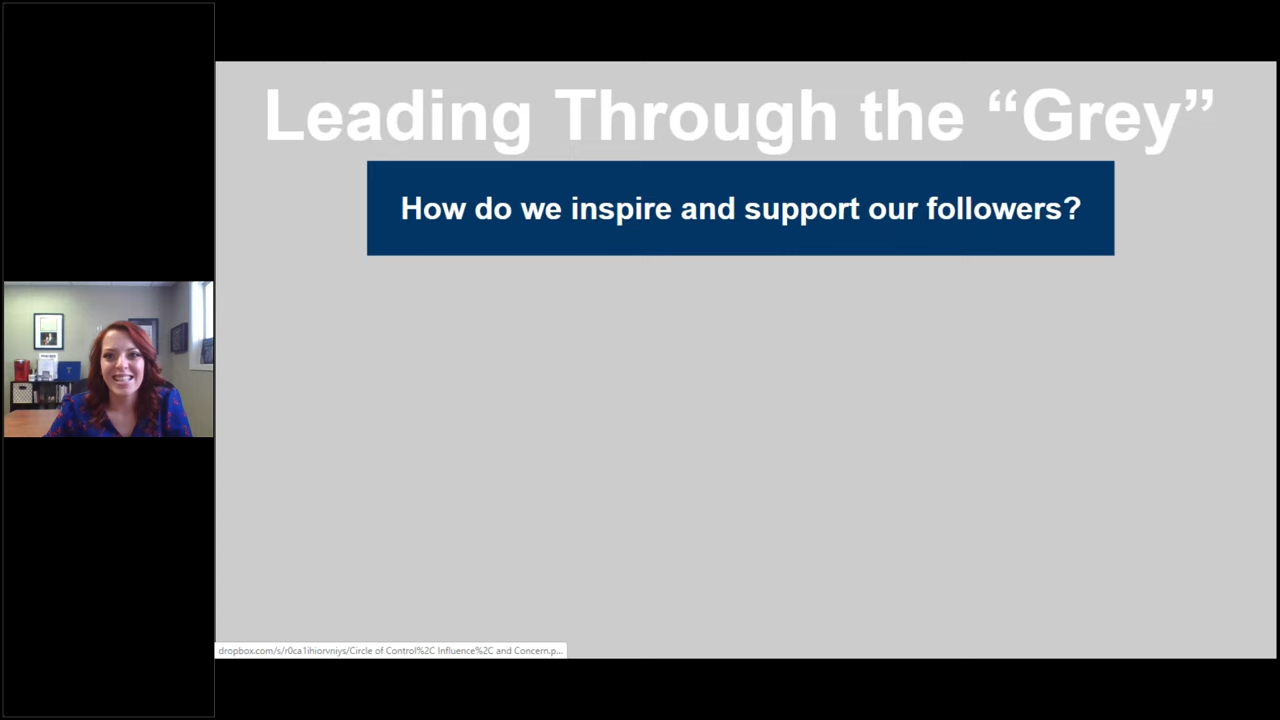 Leading Through the “Grey”
How do we inspire and support our followers?
dropbox.com/s/r0ca1ihiorvniys/Circle of Control%2C Influence%2C and Concern.p...